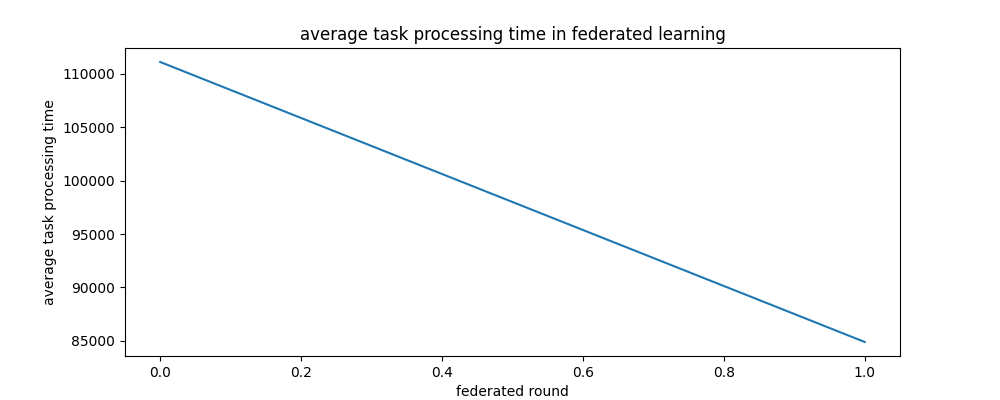 average task processing time in federated learning
average task processing time
110000
105000
100000
95000
90000
85000
0.0 0.2 0.4 0.6 0.8 1.0
federated round